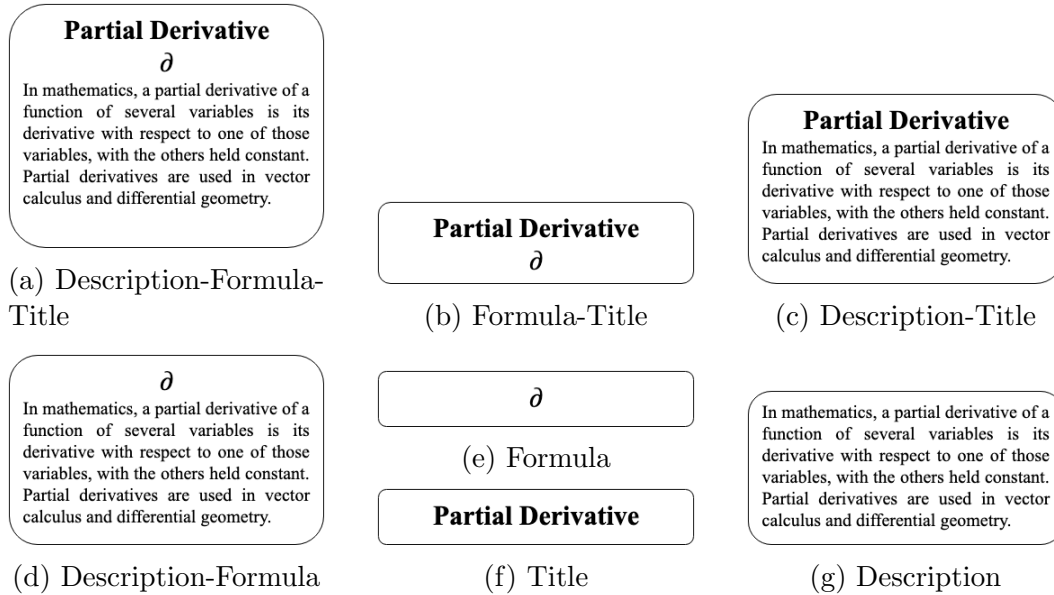 Partial Derivative
∂
In mathematics, a partial derivative of a
function of several variables is its
derivative with respect to one of those
variables, with the others held constant.
Partial derivatives are used in vector
calculus and differential geometry.
(a) Description-Formula-
Title
Partial Derivative
∂
(b) Formula-Title
Partial Derivative
In mathematics, a partial derivative of a
function of several variables is its
derivative with respect to one of those
variables, with the others held constant.
Partial derivatives are used in vector
calculus and differential geometry.
(c) Description-Title
∂
In mathematics, a partial derivative of a
function of several variables is its
derivative with respect to one of those
variables, with the others held constant.
Partial derivatives are used in vector
calculus and differential geometry.
(d) Description-Formula
∂
(e) Formula
Partial Derivative
(f) Title
In mathematics, a partial derivative of a
function of several variables is its
derivative with respect to one of those
variables, with the others held constant.
Partial derivatives are used in vector
calculus and differential geometry.
(g) Description